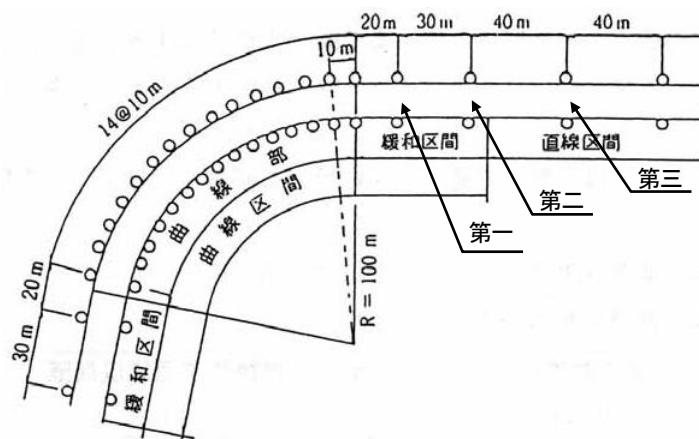 20m 30m 40m 40m
10m
14@10m
緩和区間 直線区間
第一
第二
第三
曲線部
曲線区間
R=100m
20m
30m
緩和区間